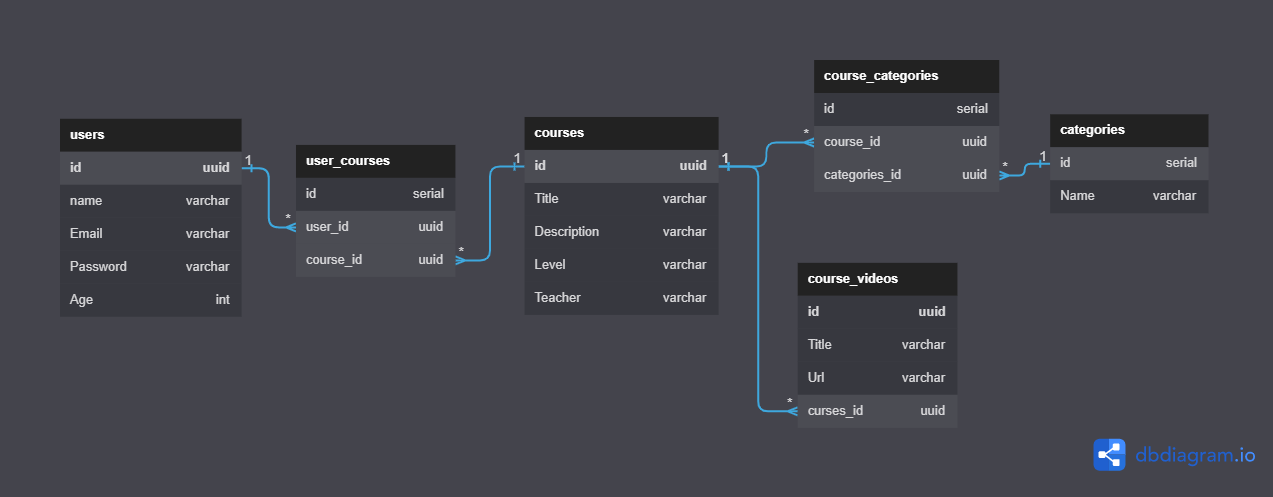 users
id uuid
name varchar
Email varchar
Password varchar
Age int
1
*
user_courses
id serial
user_id uuid
course_id uuid
*
1
courses
id uuid
Title varchar
Description varchar
Level varchar
Teacher varchar
1
*
course_categories
id serial
course_id uuid
categories_id uuid
*
1
categories
id serial
Name varchar
course_videos
id uuid
Title varchar
Url varchar
curses_id uuid
*
dbdiagram.io